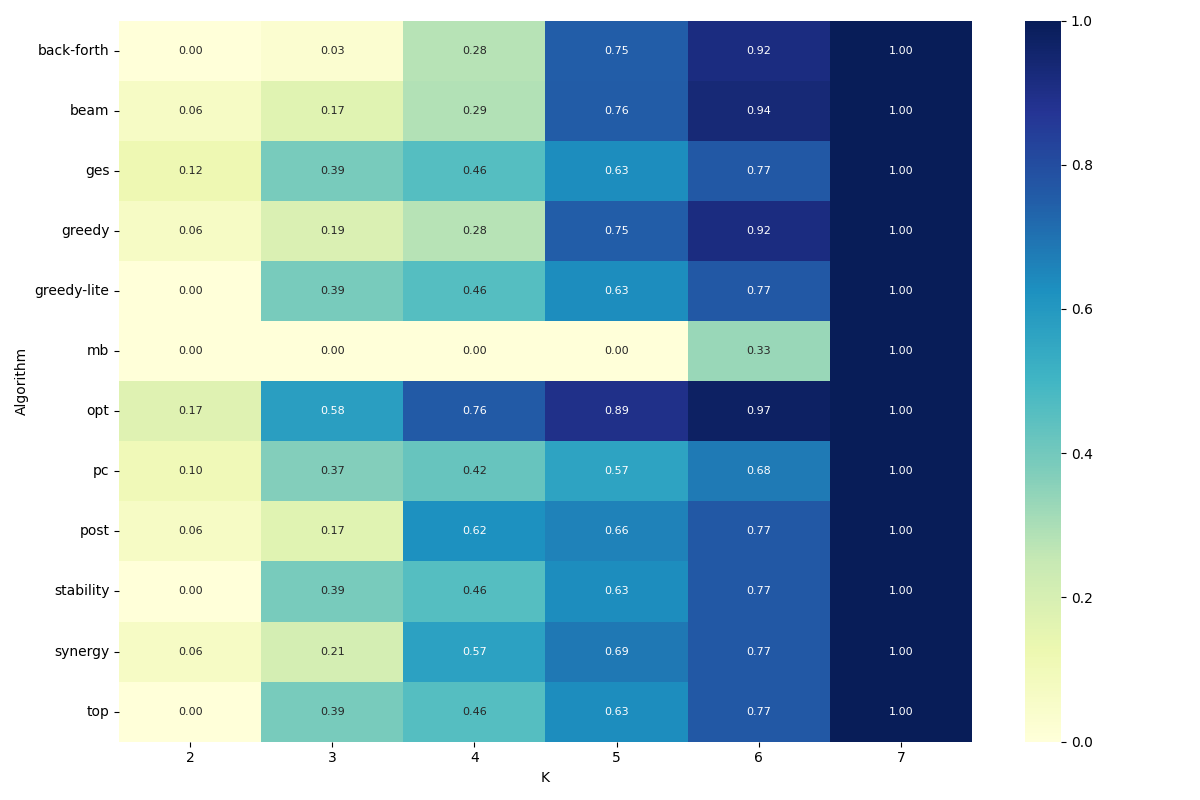 back-forth 0.00 0.03 0.28 0.75 0.92 1.00
beam 0.06 0.17 0.29 0.76 0.94 1.00
ges 0.12 0.39 0.46 0.63 0.77 1.00
greedy 0.06 0.19 0.28 0.75 0.92 1.00
greedy-lite 0.00 0.39 0.46 0.63 0.77 1.00
mb 0.00 0.00 0.00 0.00 0.33 1.00
opt 0.17 0.58 0.76 0.89 0.97 1.00
pc 0.10 0.37 0.42 0.57 0.68 1.00
post 0.06 0.17 0.62 0.66 0.77 1.00
stability 0.00 0.39 0.46 0.63 0.77 1.00
synergy 0.06 0.21 0.57 0.69 0.77 1.00
top 0.00 0.39 0.46 0.63 0.77 1.00
2 3 4 5 6 7
K
Algorithm
1.0
0.8
0.6
0.4
0.2
0.0